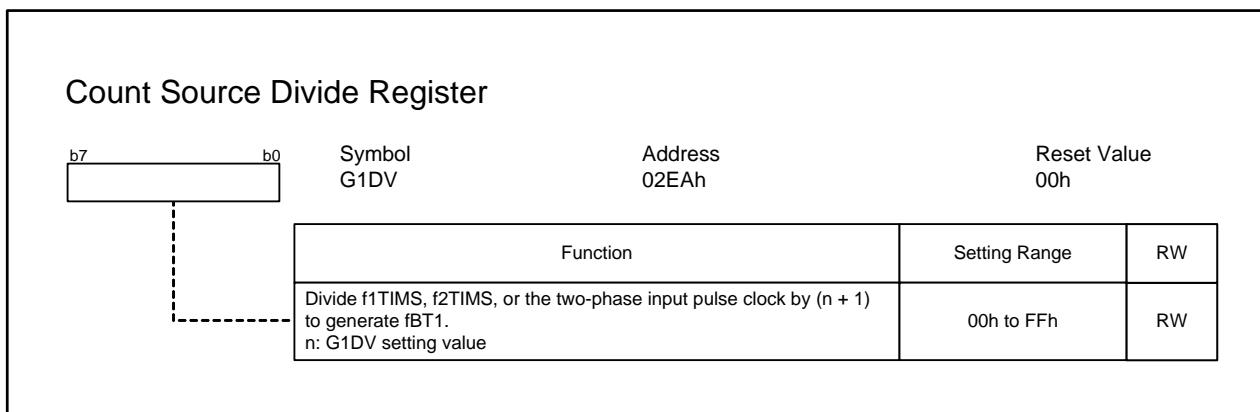 Count Source Divide Register
b7 b0
Symbol Address Reset Value
G1DV 02EAh 00h
Function Setting Range RW
Divide f1TIMS, f2TIMS, or the two-phase input pulse clock by (n + 1)
to generate fBT1.
n: G1DV setting value
00h to FFh RW